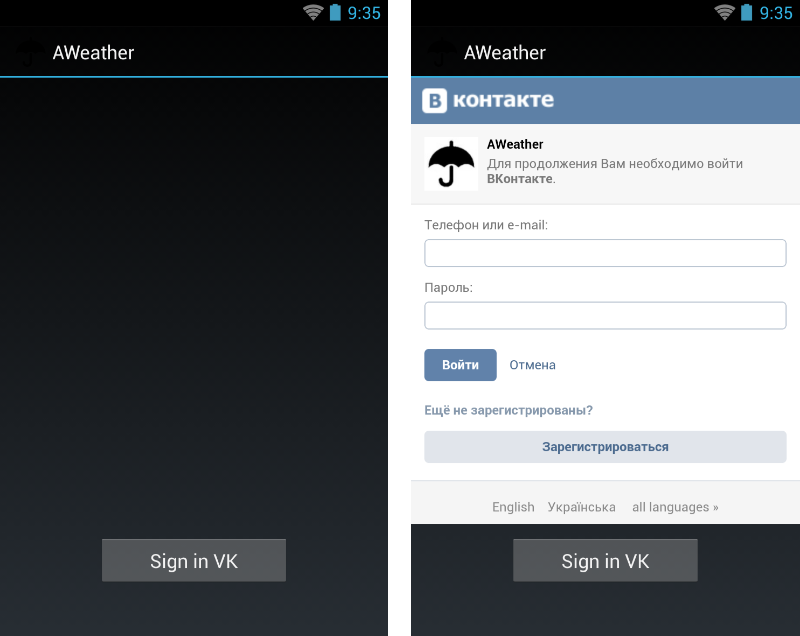 9:35
AWeather
Sign in VK
9:35
AWeather
В контакте
AWeather
Для продолжения Вам необходимо войти
ВКонтакте.
Телефон или e-mail:
Пароль:
Войти Отмена
Ещё не зарегистрированы?
Зарегистрироваться
English Українська all languages »
Sign in VK